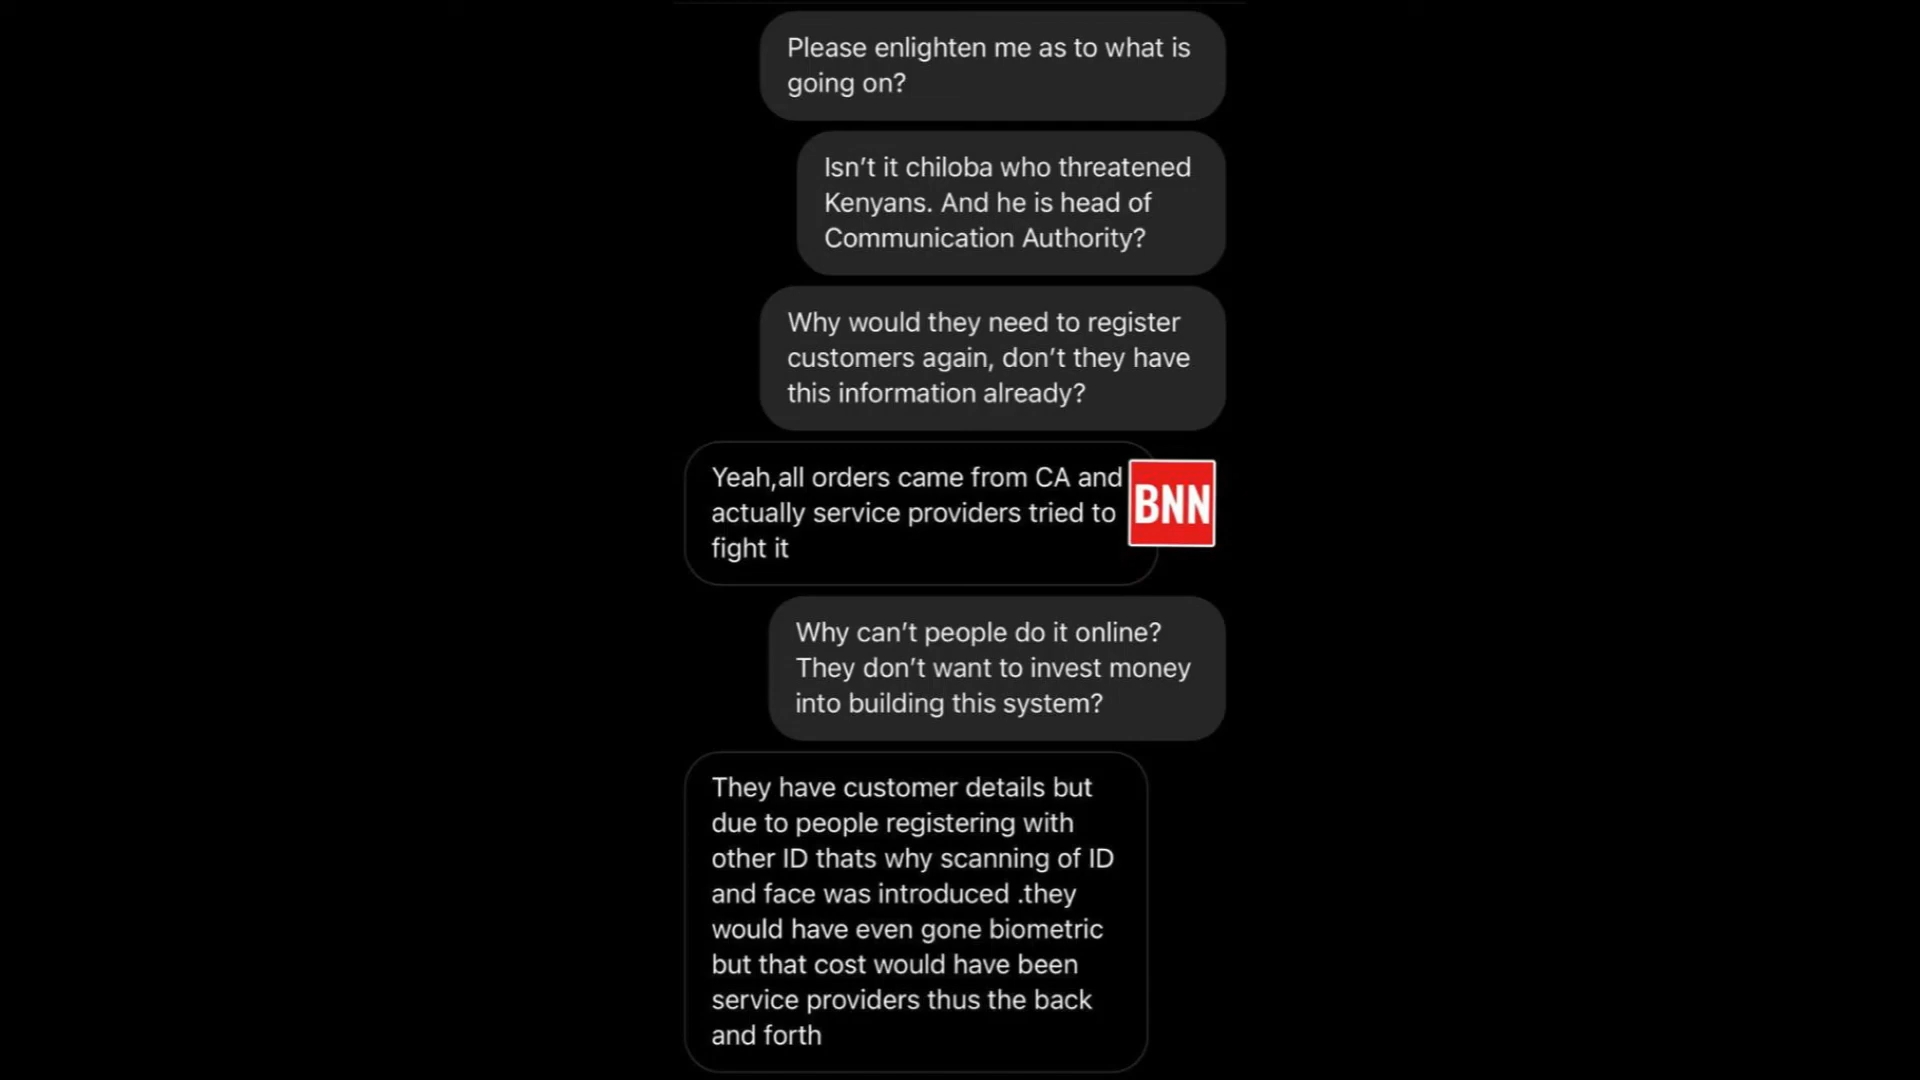 Please enlighten me as to what is
going on?
Isn't it chiloba who threatened
Kenyans. And he is head of
Communication Authority?
Why would they need to register
customers again, don't they have
this information already?
Yeah,all orders came from CA and
actually service providers tried to
fight it
BNN
Why can't people do it online?
They don't want to invest money
into building this system?
They have customer details but
due to people registering with
other ID thats why scanning of ID
and face was introduced .they
would have even gone biometric
but that cost would have been
service providers thus the back
and forth